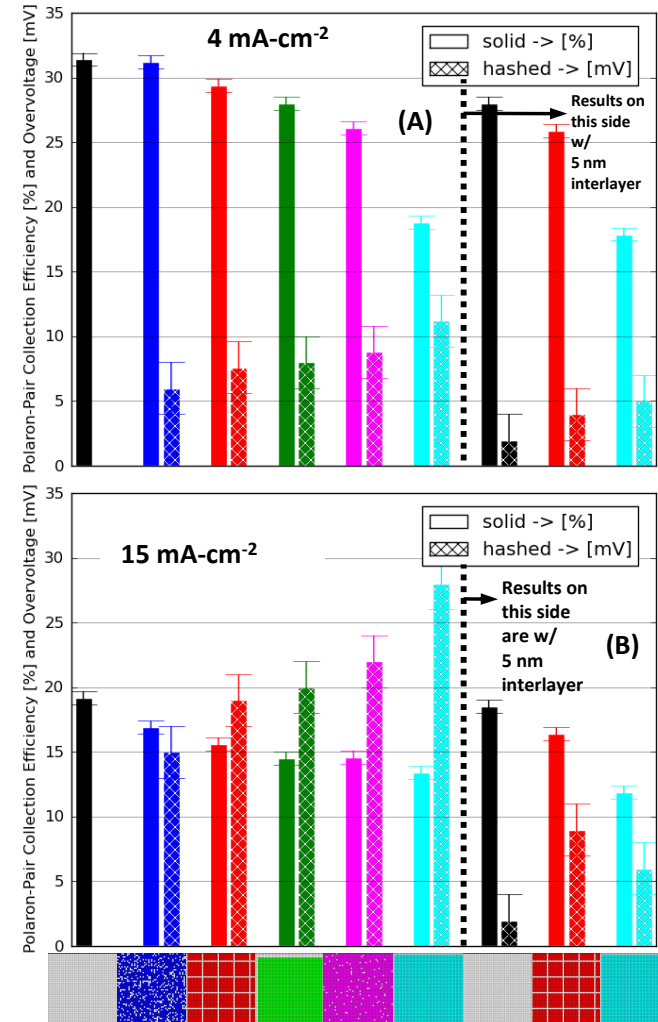 Polaron-Pair Collection Efficiency [%] and Overvoltage [mV]
35
30
25
20
15
10
5
0
4 mA-cm-2
solid -> [%]
hashed -> [mV]
(A)
Results on
this side
w/
5 nm
interlayer
Polaron-Pair Collection Efficiency [%] and Overvoltage [mV]
35
30
25
20
15
10
5
0
15 mA-cm-2
solid -> [%]
hashed -> [mV]
Results on
this side
are w/
5 nm
interlayer
(B)